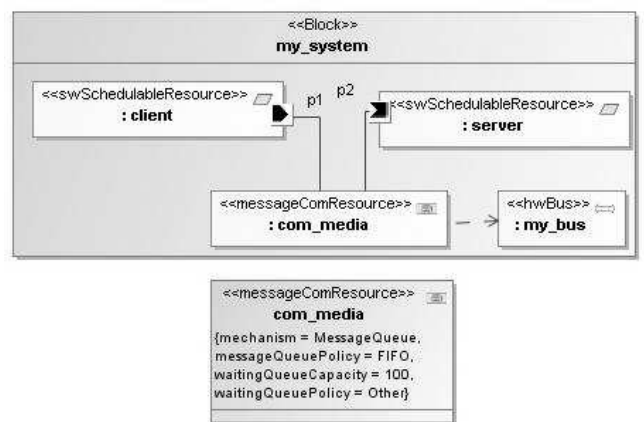 <<Block>>
my_system
<<swSchedulableResource>>
: client
p1
p2
<<swSchedulableResource>>
: server
<<messageComResource>>
: com_media
<<hwBus>>
: my_bus
<<messageComResource>>
com_media
{mechanism = MessageQueue,
messageQueuePolicy = FIFO,
waitingQueueCapacity = 100,
waitingQueuePolicy = Other}